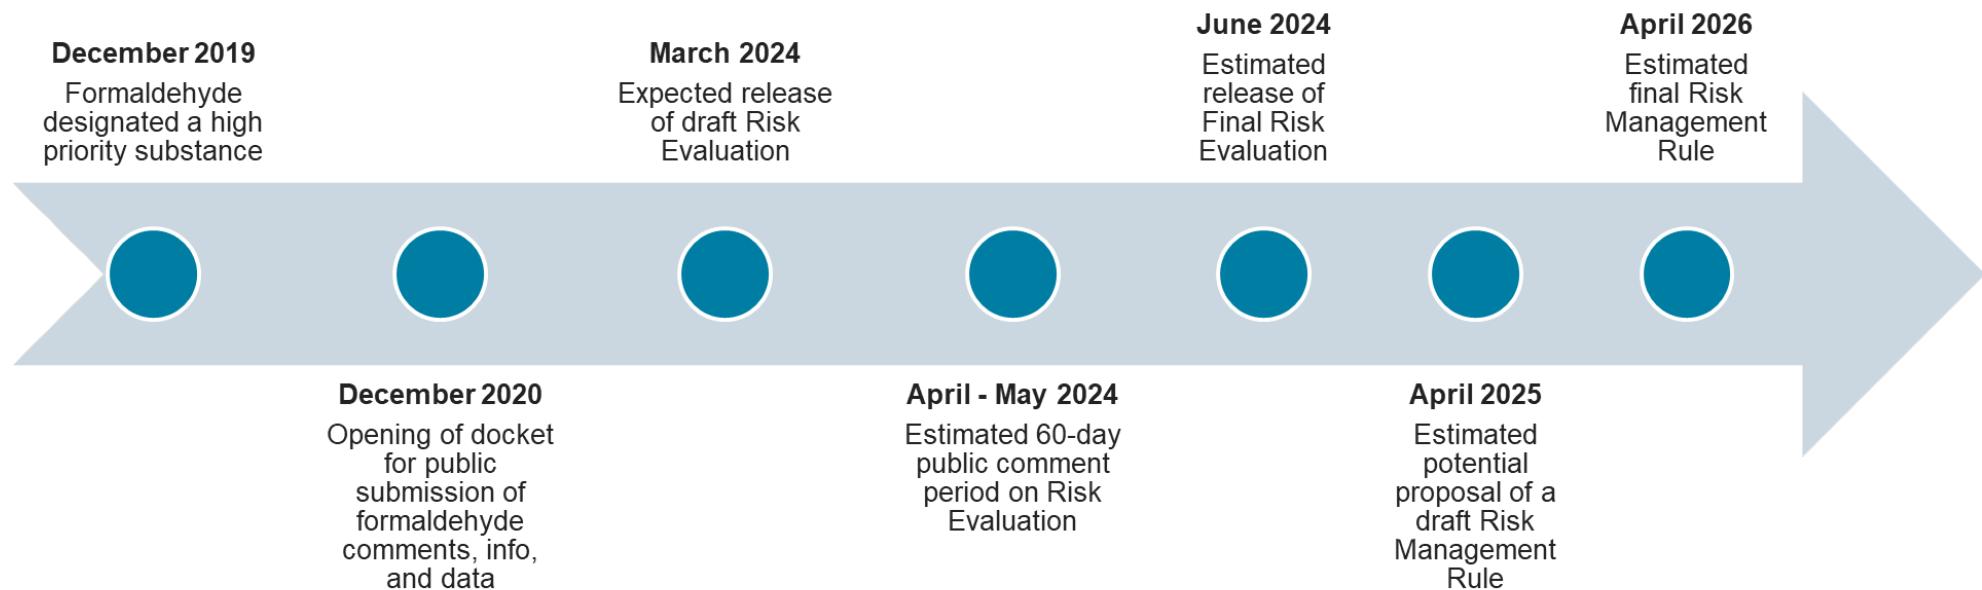 December 2019
Formaldehyde
designated a high
priority substance
December 2020
Opening of docket
for public
submission of
formaldehyde
comments, info,
and data
March 2024
Expected release
of draft Risk
Evaluation
April - May 2024
Estimated 60-day
public comment
period on Risk
Evaluation
June 2024
Estimated
release of
Final Risk
Evaluation
April 2025
Estimated
potential
proposal of a
draft Risk
Management
Rule
April 2026
Estimated
final Risk
Management
Rule